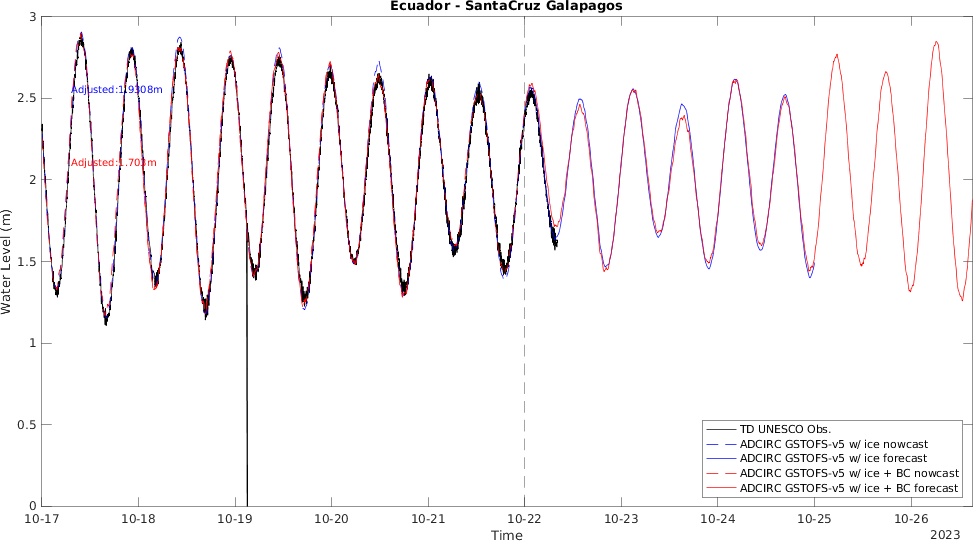 Ecuador - SantaCruz Galapagos
3
2.5
2
1.5
1
0.5
0
Water Level (m)
Adjusted:1.9308m
Adjusted:1.703m
TD UNESCO Obs.
ADCIRC GSTOFS-v5 w/ ice nowcast
ADCIRC GSTOFS-v5 w/ ice forecast
ADCIRC GSTOFS-v5 w/ ice + BC nowcast
ADCIRC GSTOFS-v5 w/ ice + BC forecast
10-17 10-18 10-19 10-20 10-21 10-22 10-23 10-24 10-25 10-26
Time
2023